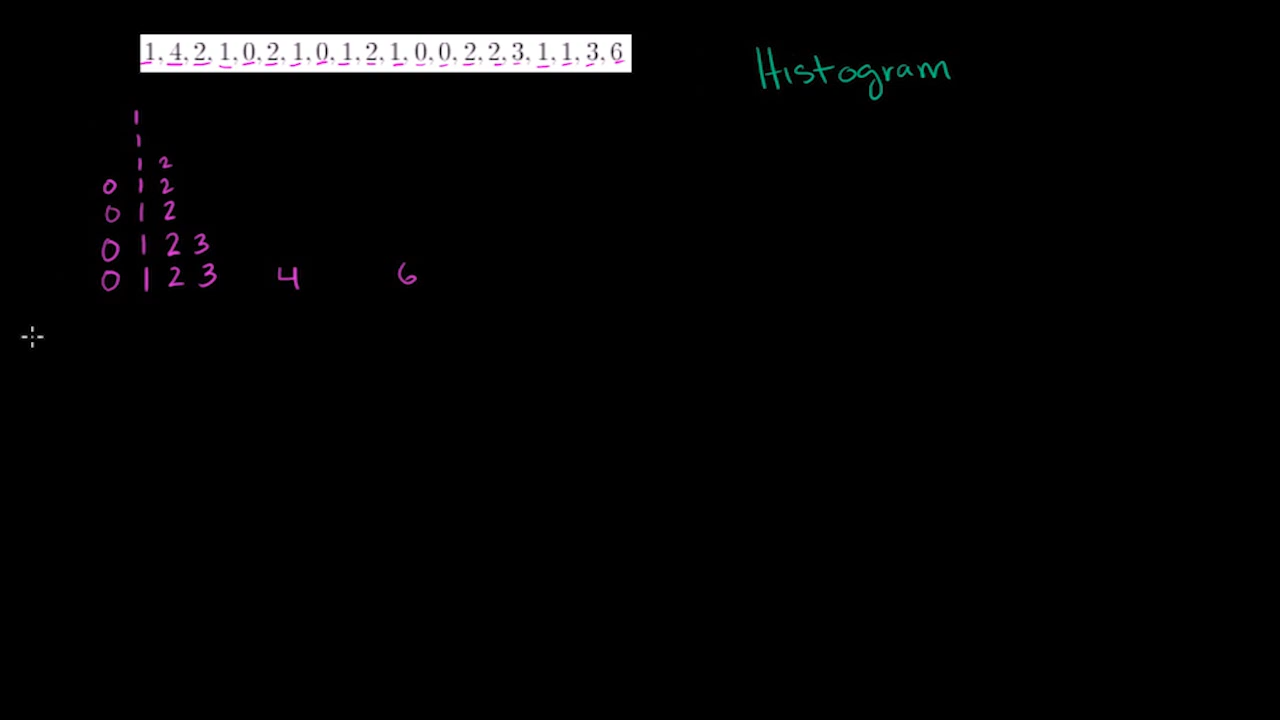 1, 4, 2, 1, 0, 2, 1, 0, 1, 2, 1, 0, 0, 2, 2, 3, 1, 1, 3, 6
Histogram
1
1
1 2
0 1 2
0 1 2
0 1 2 3
0 1 2 3 4 6